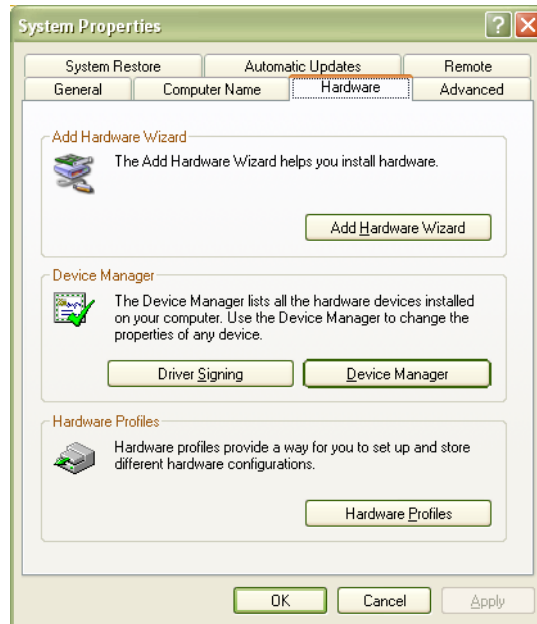 System Properties
System Restore Automatic Updates Remote
General Computer Name Hardware Advanced
Add Hardware Wizard
The Add Hardware Wizard helps you install hardware.
Add Hardware Wizard
Device Manager
The Device Manager lists all the hardware devices installed
on your computer. Use the Device Manager to change the
properties of any device.
Driver Signing Device Manager
Hardware Profiles
Hardware profiles provide a way for you to set up and store
different hardware configurations.
Hardware Profiles
OK Cancel Apply